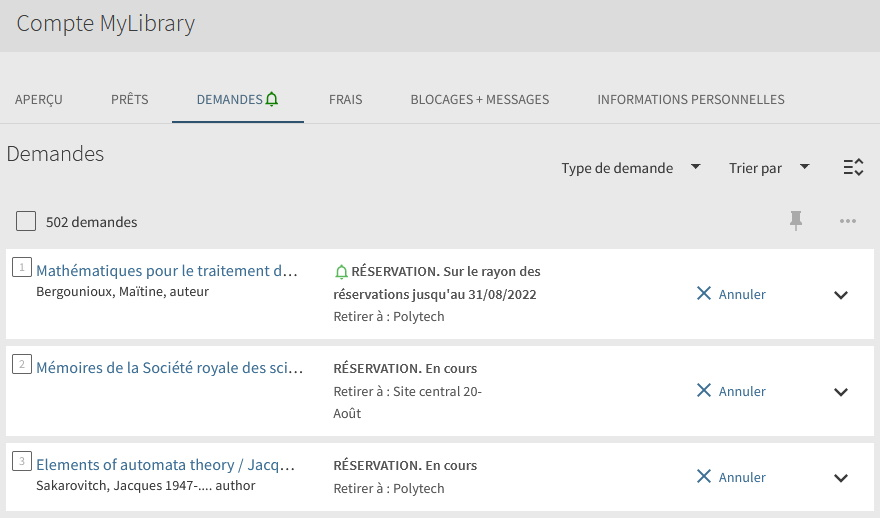 Compte MyLibrary
APERÇU PRÊTS DEMANDES FRAIS BLOCAGES + MESSAGES INFORMATIONS PERSONNELLES
Demandes
Type de demande Trier par
502 demandes
1 Mathématiques pour le traitement d...
Bergounioux, Maïtine, auteur
RÉSERVATION. Sur le rayon des
réservations jusqu'au 31/08/2022
Retirer à : Polytech
Annuler
2 Mémoires de la Société royale des sci...
RÉSERVATION. En cours
Retirer à : Site central 20-
Août
Annuler
3 Elements of automata theory / Jacq...
Sakarovitch, Jacques 1947-.... author
RÉSERVATION. En cours
Retirer à : Polytech
Annuler